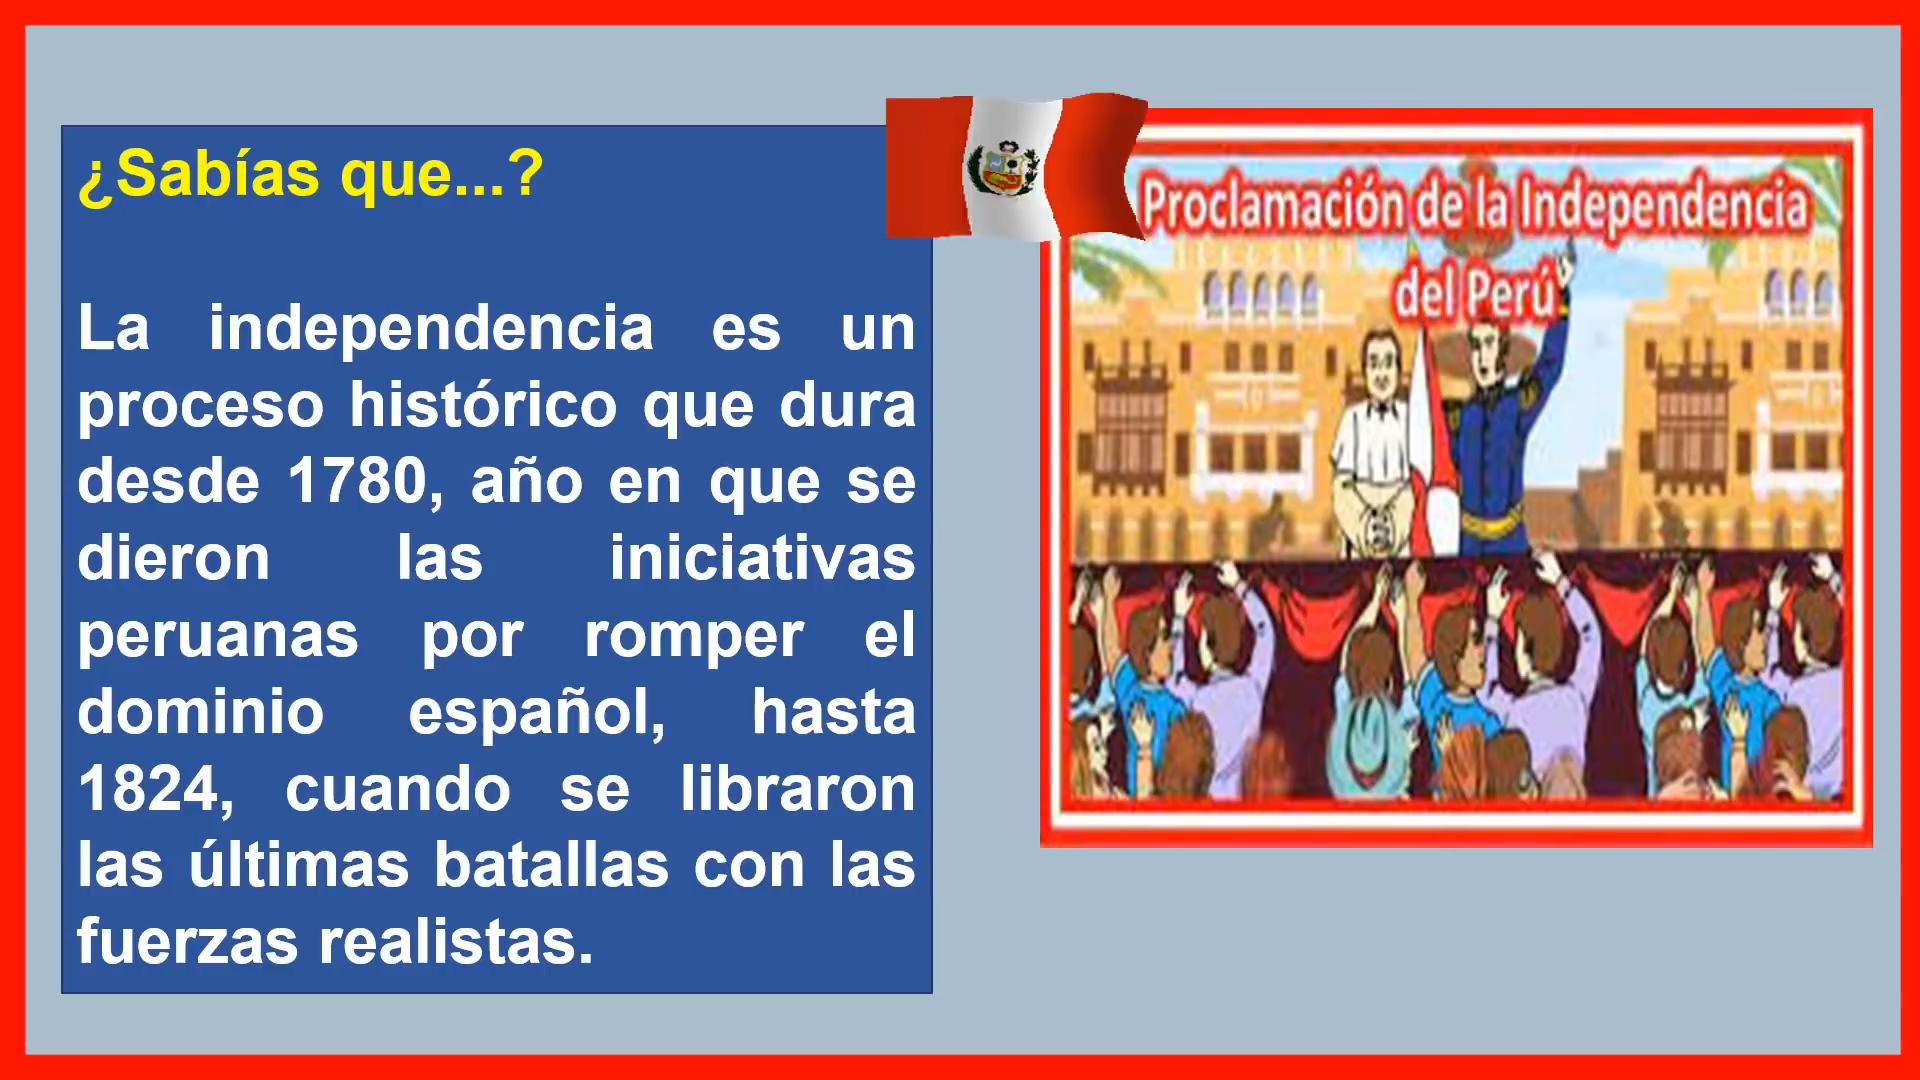 ¿Sabías que...?
La independencia es un
proceso histórico que dura
desde 1780, año en que se
dieron las iniciativas
peruanas por romper el
dominio español, hasta
1824, cuando se libraron
las últimas batallas con las
fuerzas realistas.
Proclamación de la Independencia
del Perú